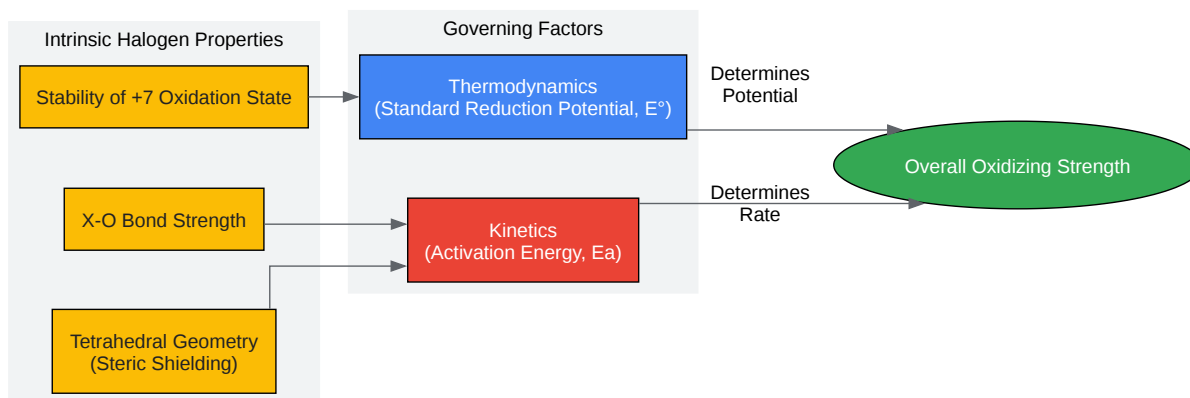 Intrinsic Halogen Properties
Stability of +7 Oxidation State
X-O Bond Strength
Tetrahedral Geometry
(Steric Shielding)
Governing Factors
Thermodynamics
(Standard Reduction Potential, E°)
Kinetics
(Activation Energy, Ea)
Determines
Potential
Determines
Rate
Overall Oxidizing Strength